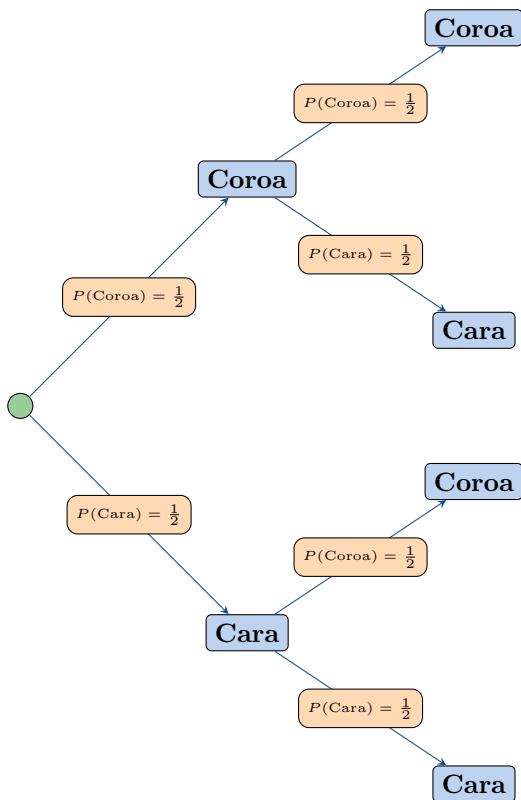 Coroa
P(Coroa) = 1/2
Coroa
P(Cara) = 1/2
P(Coroa) = 1/2
Cara
Coroa
P(Cara) = 1/2
P(Coroa) = 1/2
Cara
P(Cara) = 1/2
Cara